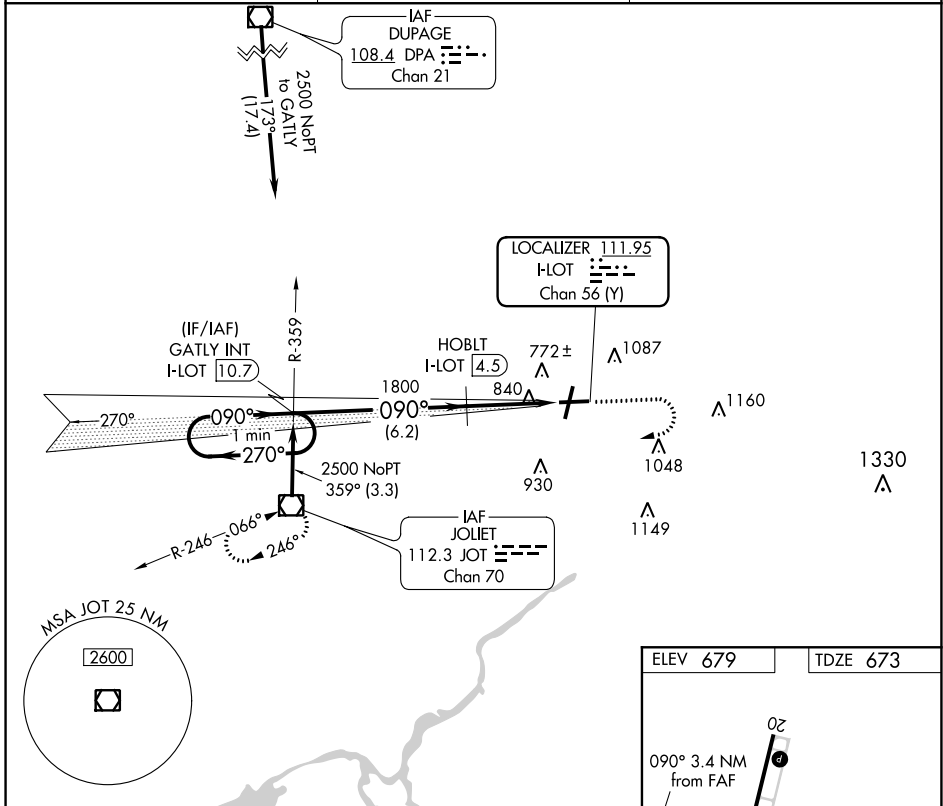 IAF
DUPAGE
108.4 DPA
Chan 21
2500 NoPT
to GATLY
173°
(17.4)
LOCALIZER 111.95
I-LOT
Chan 56 (Y)
R-359
(IF/IAF)
GATLY INT
I-LOT 10.7
HOBLT
I-LOT 4.5
772±
1087
840
1800
090°
(6.2)
270°
090°
1 min
270°
1160
1048
1330
930
1149
2500 NoPT
359° (3.3)
IAF
JOLIET
112.3 JOT
Chan 70
R-246
066°
246°
MSA JOT 25 NM
2600
ELEV 679
TDZE 673
20
P
090° 3.4 NM
from FAF